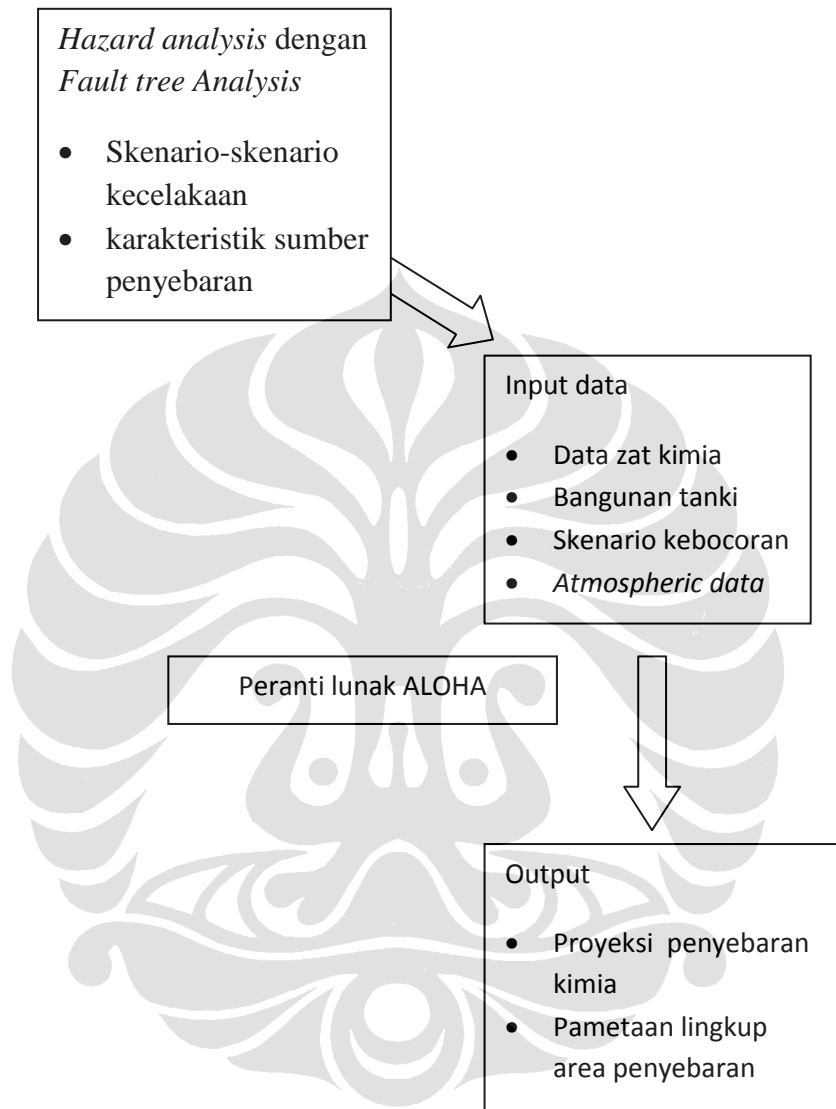 Hazard analysis dengan
Fault tree Analysis
• Skenario-skenario
kecelakaan
• karakteristik sumber
penyebaran
Input data
• Data zat kimia
• Bangunan tanki
• Skenario kebocoran
• Atmospheric data
Peranti lunak ALOHA
Output
• Proyeksi penyebaran
kimia
• Pametaan lingkup
area penyebaran